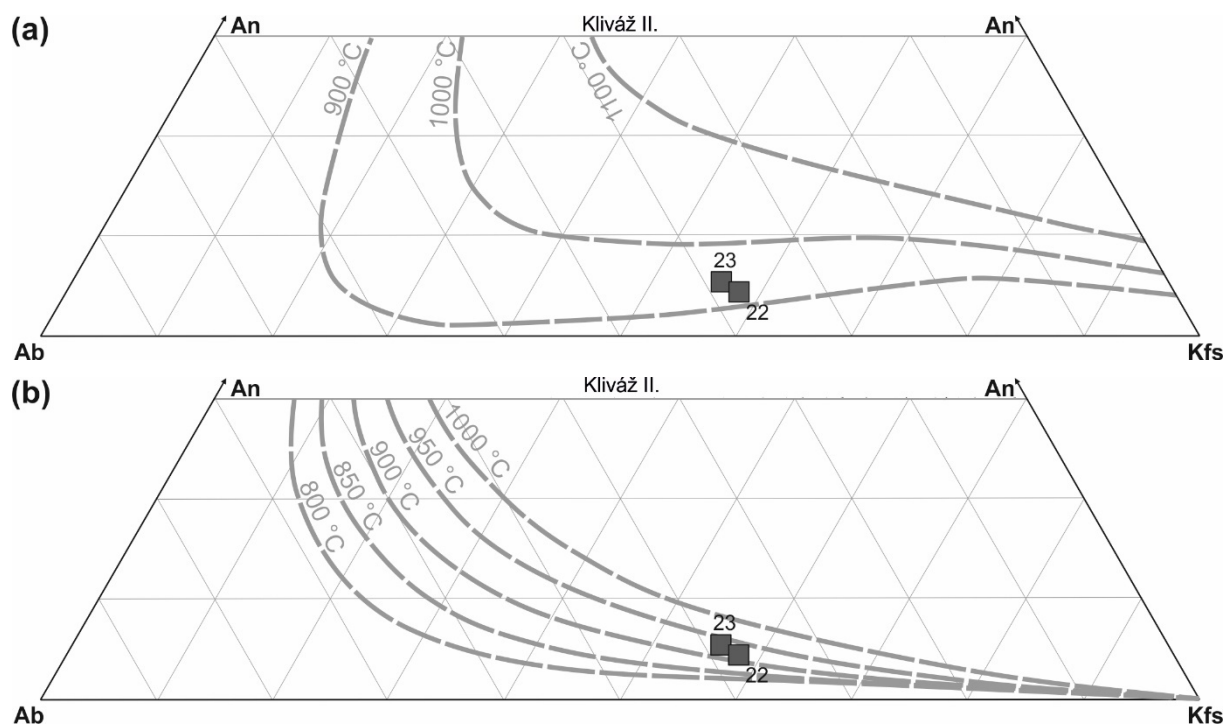 (a)
An
Kliváž II.
An
900 °C
1000 °C
1100 °C
23
22
Ab
Kfs
(b)
An
Kliváž II.
An
800 °C
850 °C
900 °C
950 °C
1000 °C
23
22
Ab
Kfs